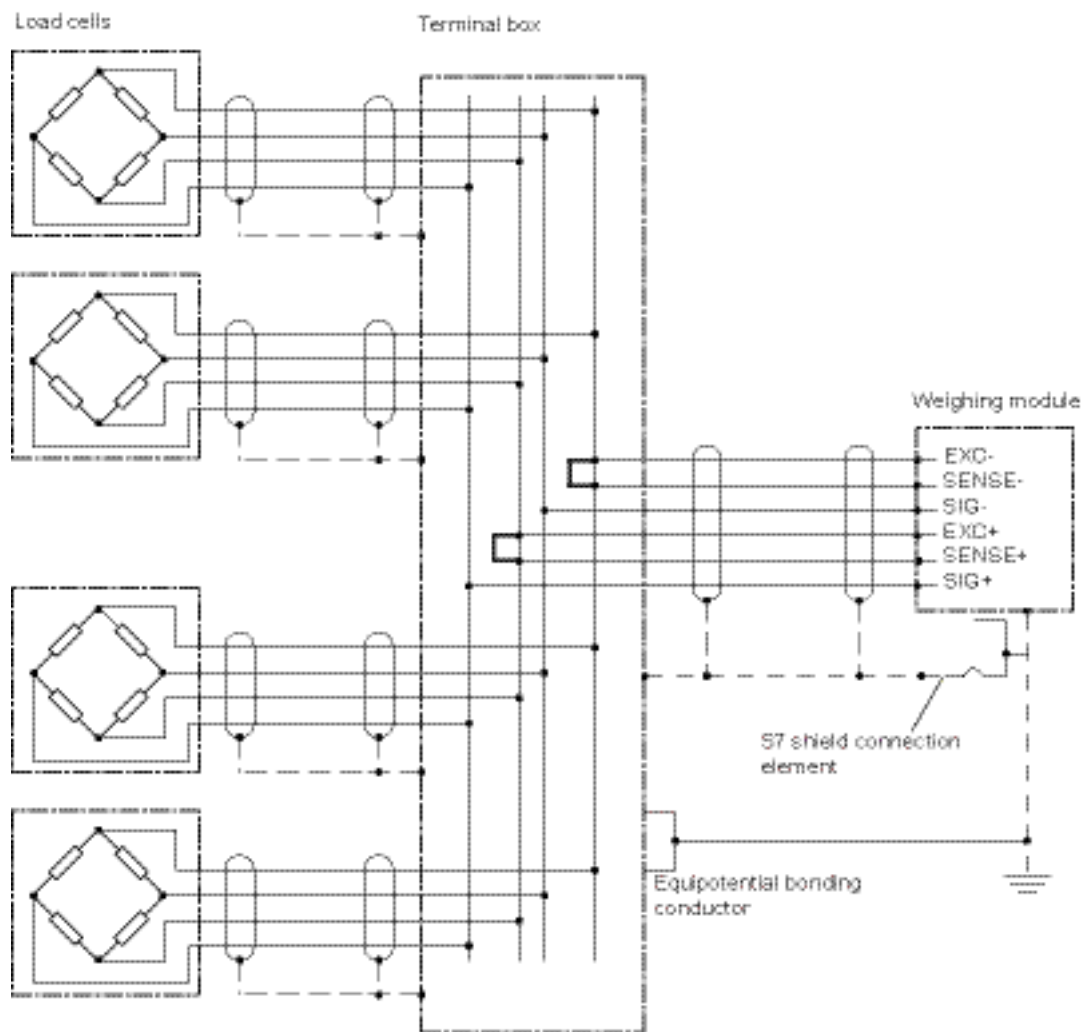 Load cells
Terminal box
Weighing module
EXC-
SENSE-
SIG-
EXC+
SENSE+
SIG+
S7 shield connection
element
Equipotential bonding
conductor